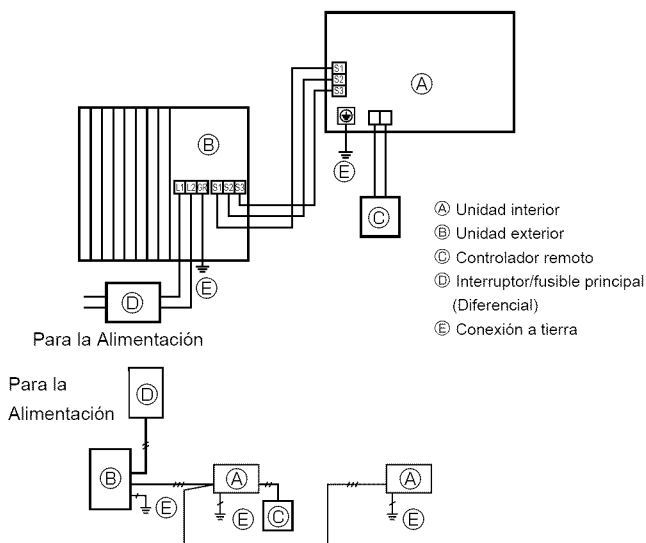 S1
S2
S3
Ⓐ
Ⓑ
L1 L2 GR S1 S2 S3
Ⓔ
Ⓒ
Ⓔ
Ⓓ
Para la Alimentación
Ⓐ Unidad interior
Ⓑ Unidad exterior
Ⓒ Controlador remoto
Ⓓ Interruptor/fusible principal
(Diferencial)
Ⓔ Conexión a tierra
Para la
Alimentación
Ⓓ
Ⓑ
Ⓔ
Ⓐ
Ⓔ
Ⓒ
Ⓐ
Ⓔ